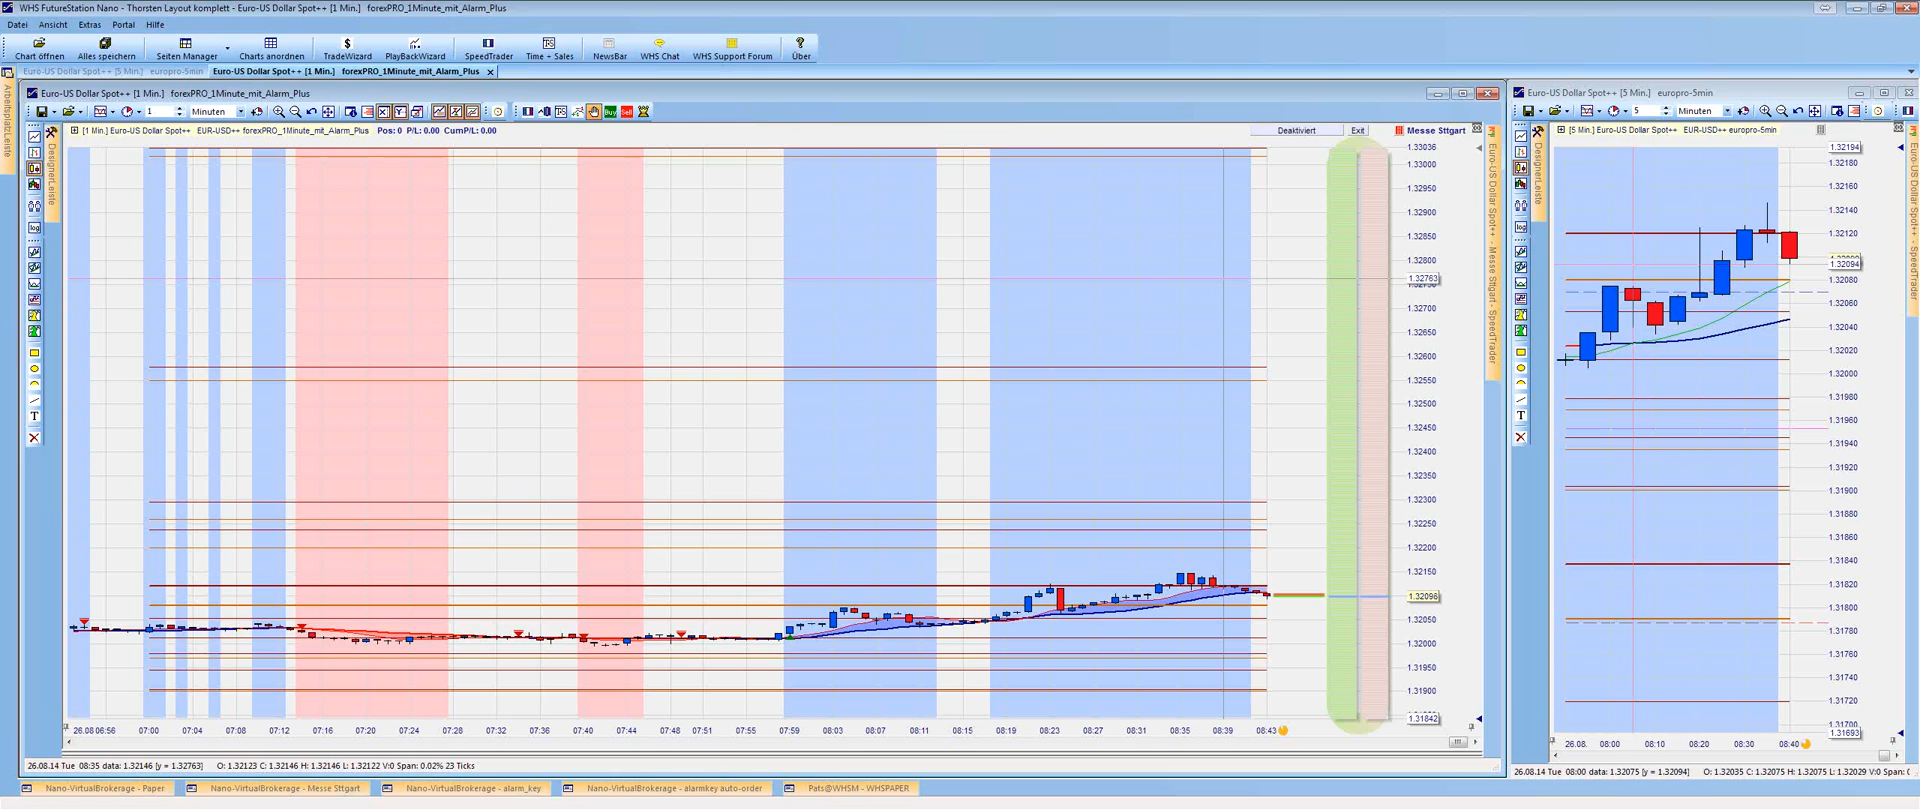 WHS FutureStation Nano - Thorsten Layout komplett - Euro-US Dollar Spot++ [1 Min.] forexPRO_1Minute_mit_Alarm_Plus
Datei Ansicht Extras Portal Hilfe
Chart öffnen Alles speichern Seiten Manager Charts anordnen TradeWizard PlayBackWizard SpeedTrader Time + Sales NewsBar WHS Chat WHS Support Forum Über
Euro-US Dollar Spot++ [5 Min.] europro-5min Euro-US Dollar Spot++ [1 Min.] forexPRO_1Minute_mit_Alarm_Plus
ArbeitsplatzLeiste
Euro-US Dollar Spot++ [1 Min.] forexPRO_1Minute_mit_Alarm_Plus
1 Minuten
Buy Sell
DesignerLeiste
log
T
[1 Min.] Euro-US Dollar Spot++ EUR-USD++ forexPRO_1Minute_mit_Alarm_Plus Pos: 0 P/L: 0.00 CumP/L: 0.00
Deaktiviert Exit Messe Sttgart
1.33036
1.33000
1.32950
1.32900
1.32850
1.32800
1.32763
1.32700
1.32650
1.32600
1.32550
1.32500
1.32450
1.32400
1.32350
1.32300
1.32250
1.32200
1.32150
1.32096
1.32050
1.32000
1.31950
1.31900
1.31842
Euro-US Dollar Spot++ - Messe Sttgart - SpeedTrader
26.08 06:56 07:00 07:04 07:08 07:12 07:16 07:20 07:24 07:28 07:32 07:36 07:40 07:44 07:47 07:51 07:55 07:59 08:03 08:07 08:11 08:15 08:19 08:23 08:27 08:31 08:35 08:39 08:43
26.08.14 Tue 08:35 data: 1.32146 [y = 1.32763] O: 1.32123 C: 1.32146 H: 1.32146 L: 1.32122 V:0 Span: 0.02% 23 Ticks
Euro-US Dollar Spot++ [5 Min.] europro-5min
5 Minuten
DesignerLeiste
log
T
[5 Min.] Euro-US Dollar Spot++ EUR-USD++ europro-5min
1.32194
1.32180
1.32160
1.32140
1.32120
1.32094
1.32080
1.32060
1.32040
1.32020
1.32000
1.31980
1.31960
1.31940
1.31920
1.31900
1.31880
1.31860
1.31840
1.31820
1.31800
1.31780
1.31760
1.31740
1.31720
1.31700
1.31693
Euro-US Dollar Spot++ - SpeedTrader
26.08. 08:00 08:10 08:20 08:30 08:40
26.08.14 Tue 08:00 data: 1.32075 [y = 1.32094] O: 1.32035 C: 1.32075 H: 1.32075 L: 1.32029 V:0 Span: (
Nano-VirtualBrokerage - Paper Nano-VirtualBrokerage - Messe Sttgart Nano-VirtualBrokerage - alarm_key Nano-VirtualBrokerage - alarmkey auto-order Pats@WHSM - WHSPAPER